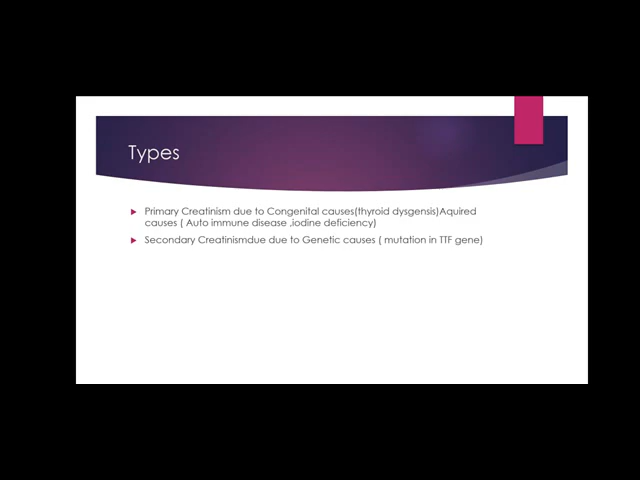 Types
Primary Creatinism due to Congenital causes(thyroid dysgensis)Aquired
causes ( Auto immune disease ,iodine deficiency)
Secondary Creatinismdue due to Genetic causes ( mutation in TTF gene)